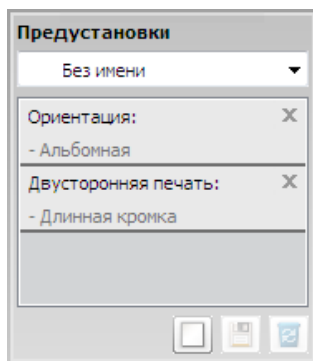 Предустановки
Без имени
Ориентация:
- Альбомная
Двусторонняя печать:
- Длинная кромка